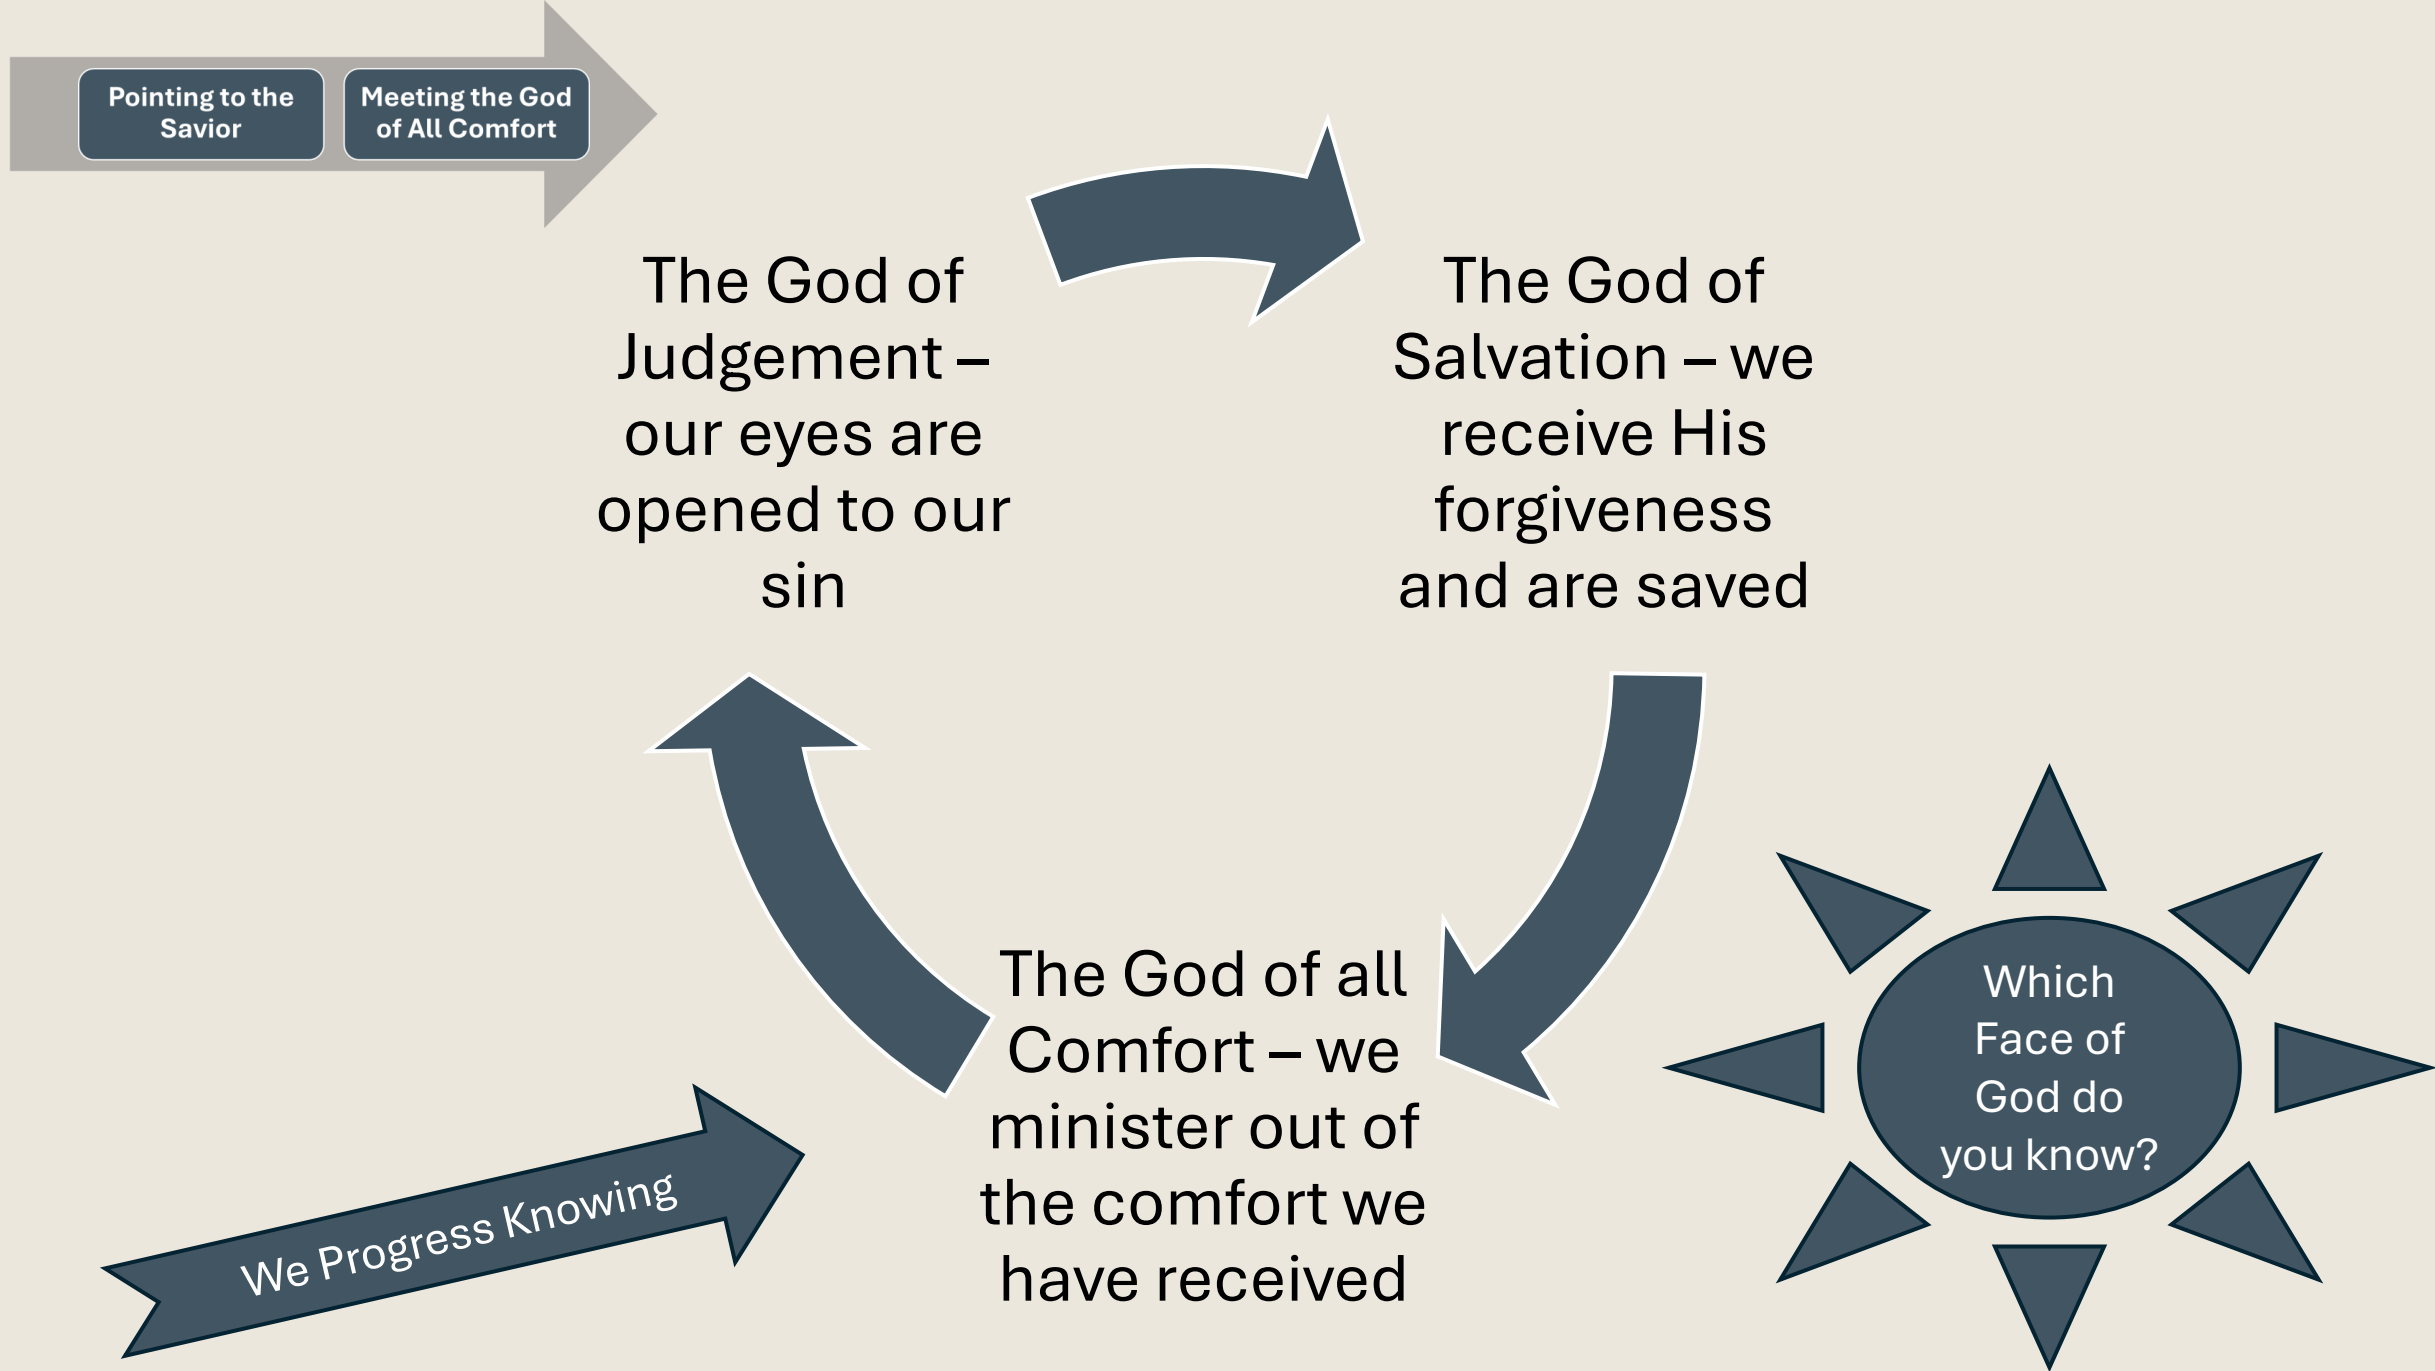 Pointing to the
Savior
Meeting the God
of All Comfort
The God of
Judgement –
our eyes are
opened to our
sin
The God of
Salvation – we
receive His
forgiveness
and are saved
The God of all
Comfort – we
minister out of
the comfort we
have received
We Progress Knowing
Which
Face of
God do
you know?